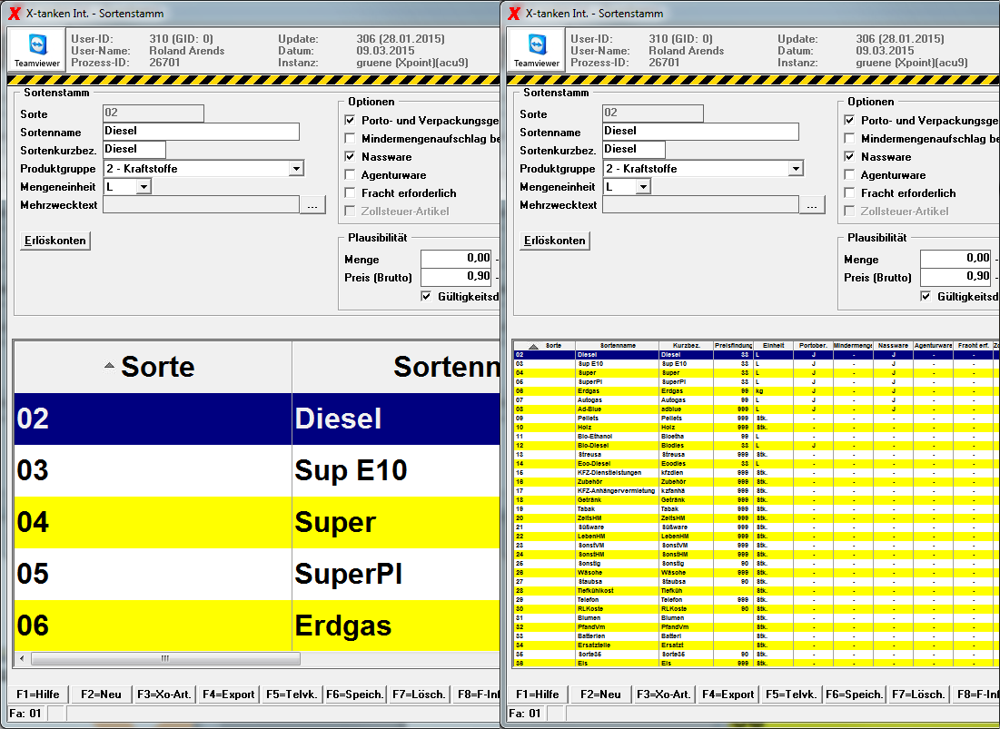 X-tanken Int. - Sortenstamm
Teamviewer
User-ID: 310 (GID: 0) Update: 306 (28.01.2015)
User-Name: Roland Arends Datum: 09.03.2015
Prozess-ID: 26701 Instanz: gruene (Xpoint)(acu9)
Sortenstamm
Sorte 02
Sortenname Diesel
Sortenkurzbez. Diesel
Produktgruppe 2 - Kraftstoffe
Mengeneinheit L
Mehrzwecktext ...
Erlöskonten
Optionen
Porto- und Verpackungsge
Mindermengenaufschlag be
Nassware
Agenturware
Fracht erforderlich
Zollsteuer-Artikel
Plausibilität
Menge 0,00 -
Preis (Brutto) 0,90 -
Gültigkeitsd
Sorte Sortenn
02 Diesel
03 Sup E10
04 Super
05 SuperPl
06 Erdgas
F1=Hilfe F2=Neu F3=Xo-Art. F4=Export F5=Telvk. F6=Speich. F7=Lösch. F8=F-Inf
Fa: 01
X-tanken Int. - Sortenstamm
Teamviewer
User-ID: 310 (GID: 0) Update: 306 (28.01.2015)
User-Name: Roland Arends Datum: 09.03.2015
Prozess-ID: 26701 Instanz: gruene (Xpoint)(acu9)
Sortenstamm
Sorte 02
Sortenname Diesel
Sortenkurzbez. Diesel
Produktgruppe 2 - Kraftstoffe
Mengeneinheit L
Mehrzwecktext ...
Erlöskonten
Optionen
Porto- und Verpackungsge
Mindermengenaufschlag be
Nassware
Agenturware
Fracht erforderlich
Zollsteuer-Artikel
Plausibilität
Menge 0,00 -
Preis (Brutto) 0,90 -
Gültigkeitsd
Sorte Sortenname Kurzbez. Preisfindung Einheit Portober. Mindermenge Nassware Agenturware Fracht erf. Zo
02 Diesel Diesel 33 L J - J - -
03 Sup E10 Sup E10 33 L J - J - -
04 Super Super 33 L J - J - -
05 SuperPl SuperPl 33 L J - J - -
06 Erdgas Erdgas 99 kg J - J - -
07 Autogas Autogas 99 L J - J - -
08 Ad-Blue adblue 999 L J - J - -
09 Pellets Pellets 999 Stk. - - - - -
10 Holz Holz 999 Stk. - - - - -
11 Bio-Ethanol Bioetha 99 L - - - - -
12 Bio-Diesel Biodies 33 L J - - - -
13 Streusa Streusa 999 Stk. - - - - -
14 Eco-Diesel Ecodies 33 L - - - - -
15 KFZ-Dienstleistungen kfzdien 999 Stk. - - - - -
16 Zubehör Zubehör 999 Stk. - - - - -
17 KFZ-Anhängervermietung kzfanhä 999 Stk. - - - - -
18 Getränk Getränk 999 Stk. - - - - -
19 Tabak Tabak 999 Stk. - - - - -
20 ZeitsHM ZeitsHM 999 Stk. - - - - -
21 Süßware Süßware 999 Stk. - - - - -
22 LebenHM LebenHM 999 Stk. - - - - -
23 SonstVM SonstVM 999 Stk. - - - - -
24 SonstHM SonstHM 999 Stk. - - - - -
25 Sonstig Sonstig 90 Stk. - - - - -
26 Wäsche Wäsche 999 Stk. - - - - -
27 Staubsa Staubsa 90 Stk. - - - - -
28 Tiefkühlkost Tiefküh Stk. - - - - -
29 Telefon Telefon 999 Stk. - - - - -
30 RLKoste RLKoste 90 Stk. - - - - -
31 Blumen Blumen Stk. - - - - -
32 PfandVm PfandVm Stk. - - - - -
33 Batterien Batteri Stk. - - - - -
34 Ersatzteile Ersatzt Stk. - - - - -
35 Sorte35 Sorte35 90 Stk. - - - - -
36 Eis Eis 999 Stk. - - - - -
F1=Hilfe F2=Neu F3=Xo-Art. F4=Export F5=Telvk. F6=Speich. F7=Lösch. F8=F-Inf
Fa: 01